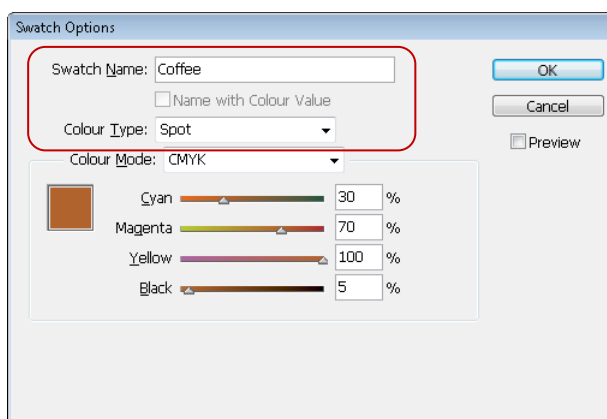 Swatch Options
Swatch Name: Coffee
OK
Name with Colour Value
Cancel
Colour Type: Spot
Preview
Colour Mode: CMYK
Cyan 30 %
Magenta 70 %
Yellow 100 %
Black 5 %